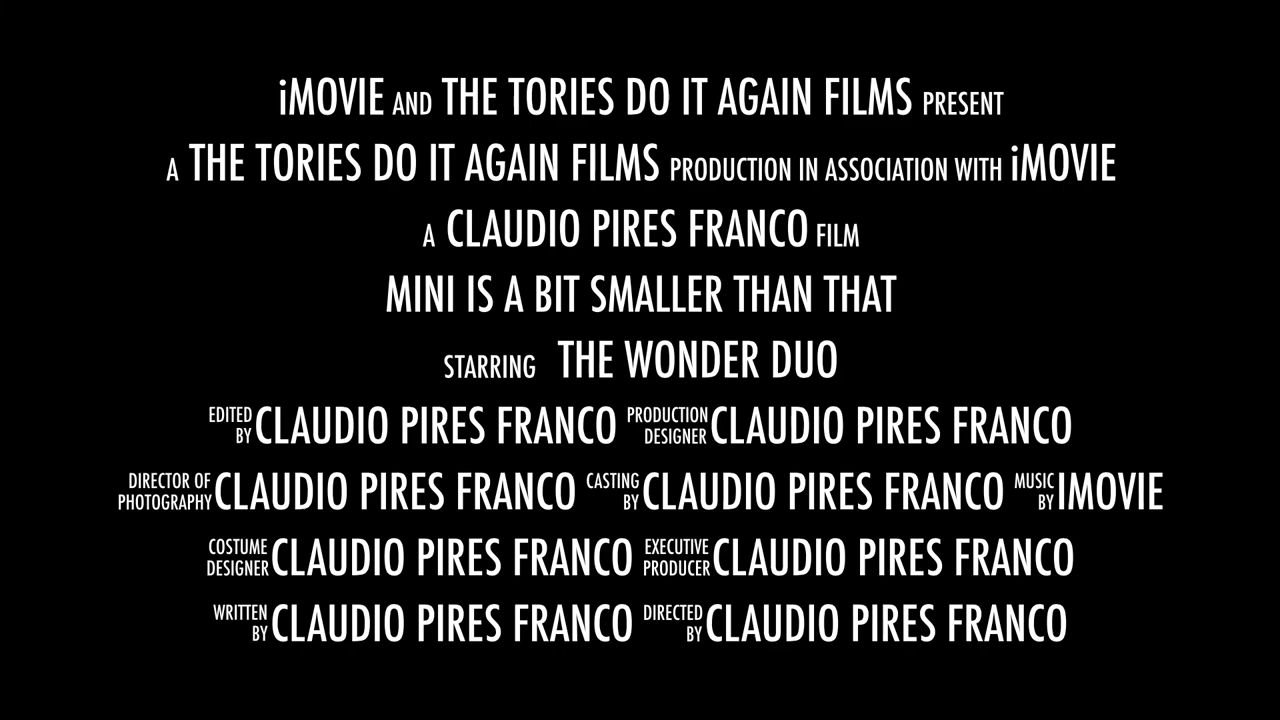 iMOVIE AND THE TORIES DO IT AGAIN FILMS PRESENT
A THE TORIES DO IT AGAIN FILMS PRODUCTION IN ASSOCIATION WITH iMOVIE
A CLAUDIO PIRES FRANCO FILM
MINI IS A BIT SMALLER THAN THAT
STARRING THE WONDER DUO
EDITED BY CLAUDIO PIRES FRANCO PRODUCTION DESIGNER CLAUDIO PIRES FRANCO
DIRECTOR OF PHOTOGRAPHY CLAUDIO PIRES FRANCO CASTING BY CLAUDIO PIRES FRANCO MUSIC BY IMOVIE
COSTUME DESIGNER CLAUDIO PIRES FRANCO EXECUTIVE PRODUCER CLAUDIO PIRES FRANCO
WRITTEN BY CLAUDIO PIRES FRANCO DIRECTED BY CLAUDIO PIRES FRANCO